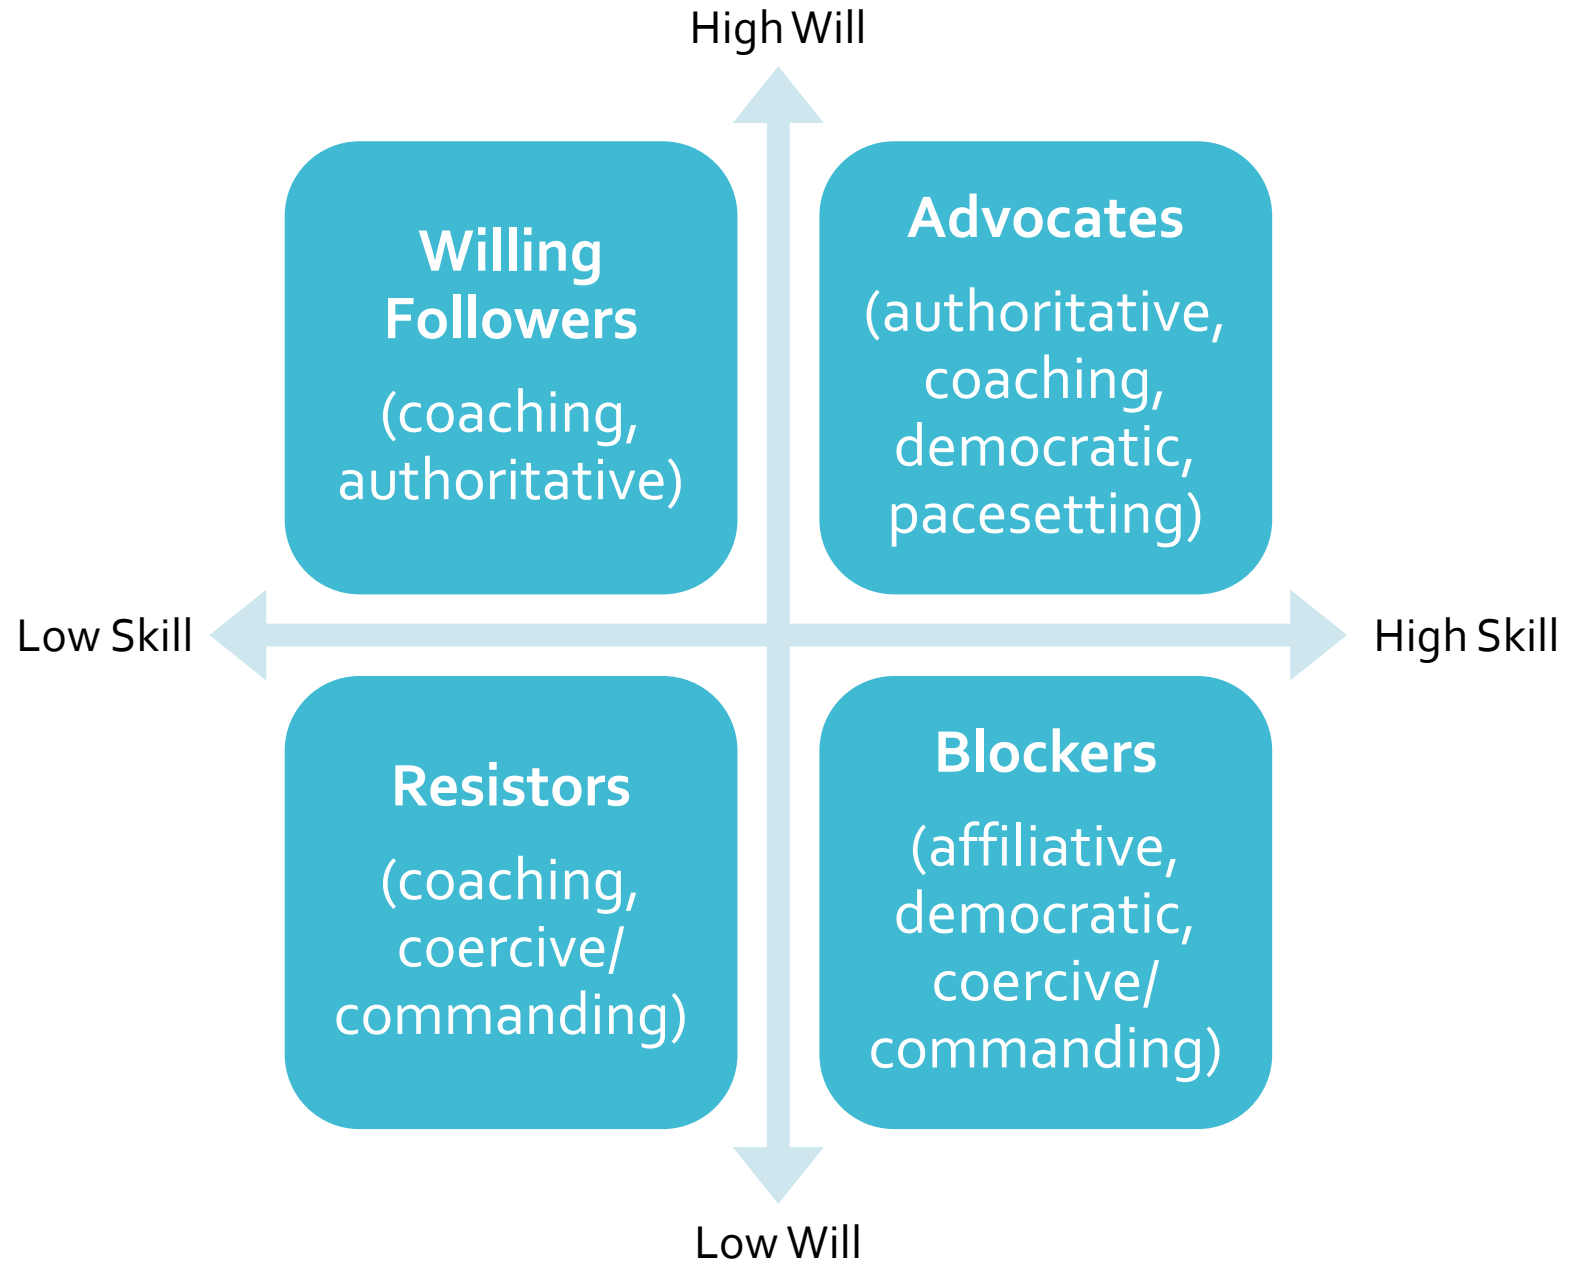 High Will
Willing
Followers
(coaching,
authoritative)
Advocates
(authoritative,
coaching,
democratic,
pacesetting)
Low Skill
High Skill
Resistors
(coaching,
coercive/
commanding)
Blockers
(affiliative,
democratic,
coercive/
commanding)
Low Will